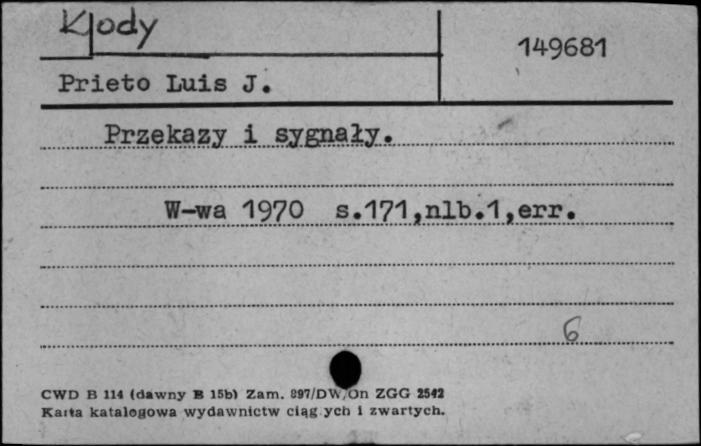 Kody
149681
Prieto Luis J.
Przekazy i sygnały.
W-wa 1970 s.171,nlb.1,err.
6
CWD B 114 (dawny B 15b) Zam. 897/DW/On ZGG 2542
Karta katalogowa wydawnictw ciągłych i zwartych.